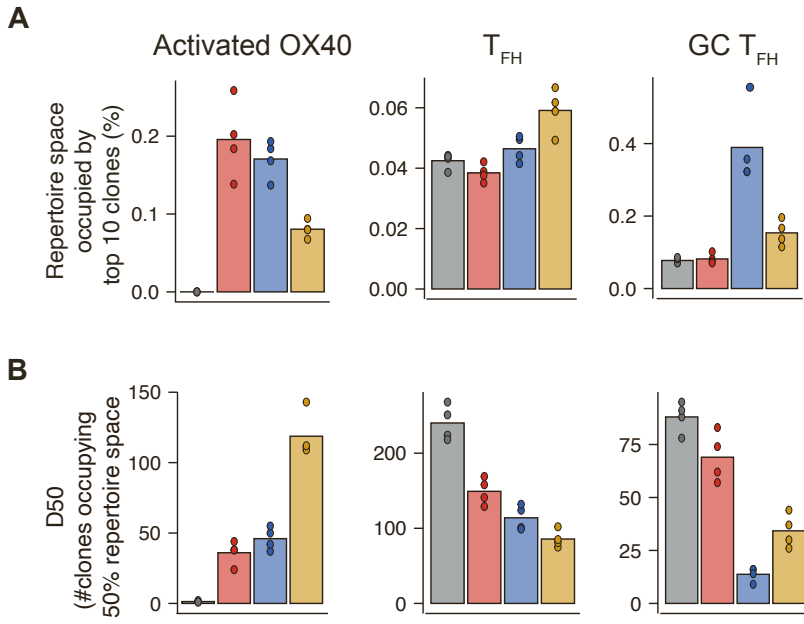 A
Activated OX40
TFH
GC TFH
Repertoire space
occupied by
top 10 clones (%)
0.2
0.1
0.0
0.06
0.04
0.02
0.00
0.4
0.2
0.0
B
D50
(#clones occupying
50% repertoire space
150
100
50
0
200
100
0
75
50
25
0